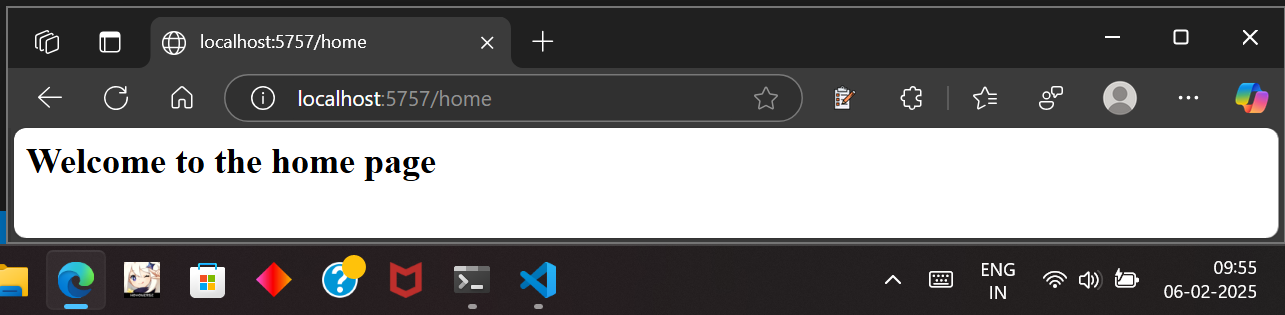 localhost:5757/home
localhost:5757/home
Welcome to the home page
ENG
IN
09:55
06-02-2025